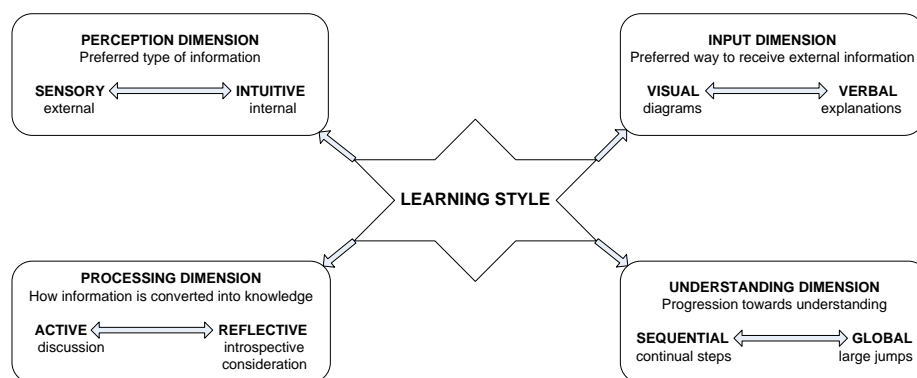 PERCEPTION DIMENSION
Preferred type of information
SENSORY INTUITIVE
external internal
INPUT DIMENSION
Preferred way to receive external information
VISUAL VERBAL
diagrams explanations
LEARNING STYLE
PROCESSING DIMENSION
How information is converted into knowledge
ACTIVE REFLECTIVE
discussion introspective
consideration
UNDERSTANDING DIMENSION
Progression towards understanding
SEQUENTIAL GLOBAL
continual steps large jumps